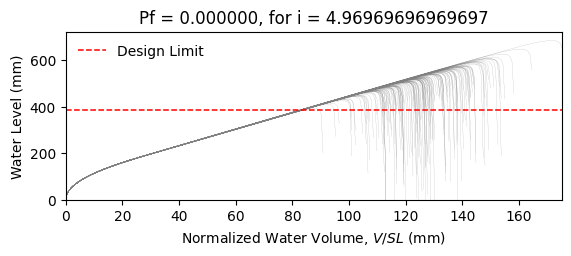 Pf = 0.000000, for i = 4.96969696969697
Design Limit
Water Level (mm)
600
400
200
0
0 20 40 60 80 100 120 140 160
Normalized Water Volume, V/SL (mm)